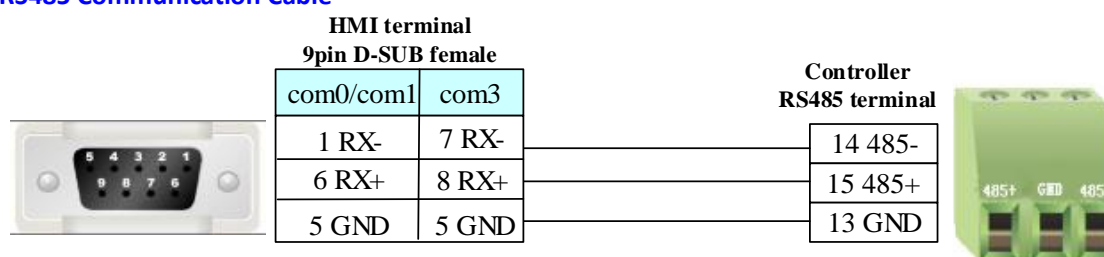 RS485 Communication Cable
HMI terminal
9pin D-SUB female
Controller
RS485 terminal
com0/com1 com3
1 RX- 7 RX- 14 485-
6 RX+ 8 RX+ 15 485+
5 GND 5 GND 13 GND
5 4 3 2 1
9 8 7 6
485+ GND 485